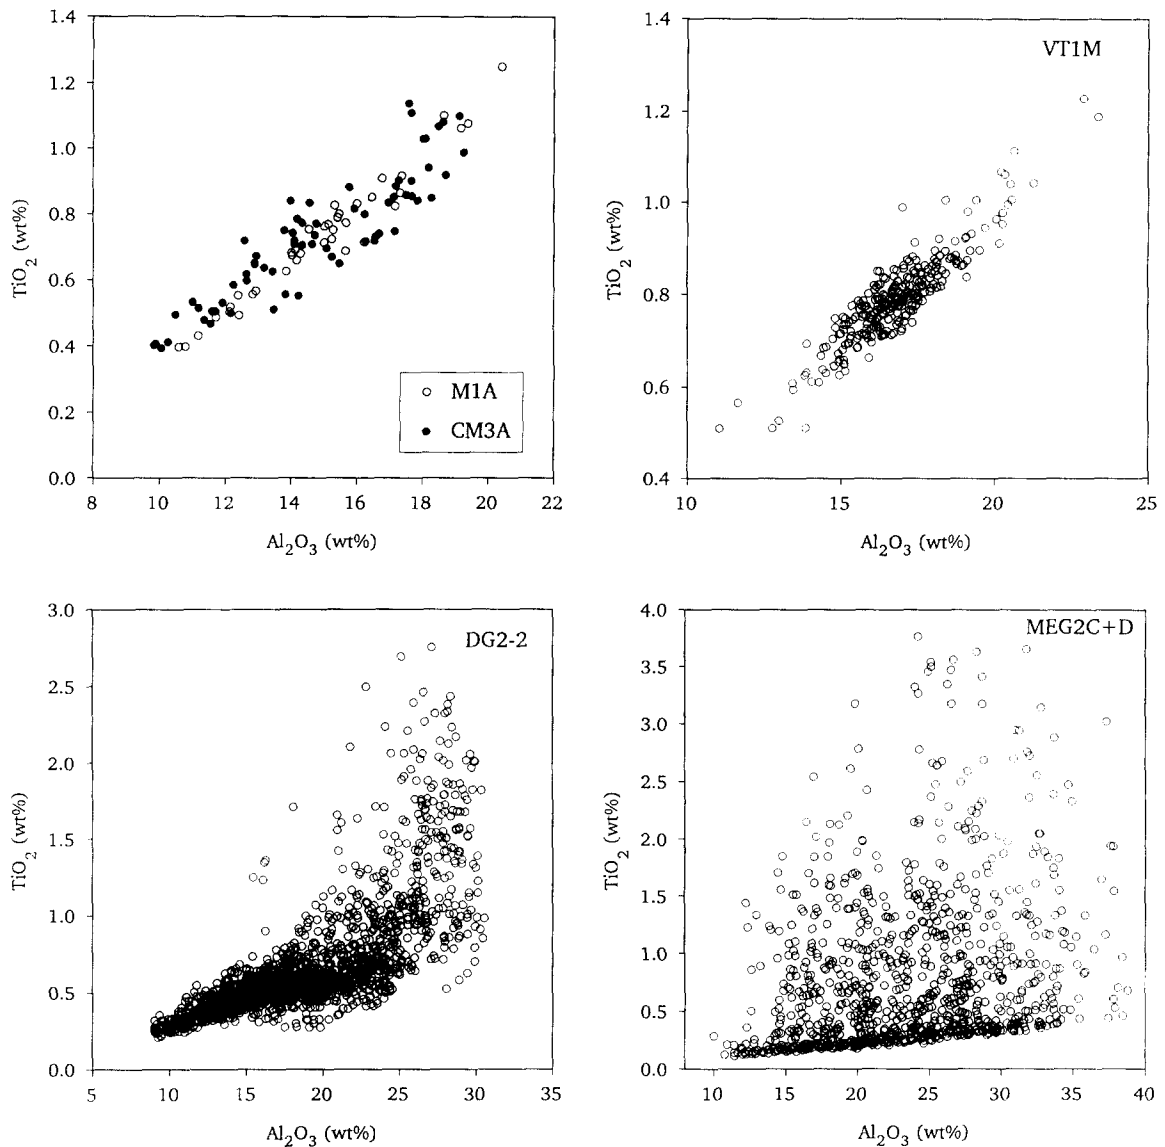 1.4
1.2
1.0
0.8
0.6
0.4
0.2
0.0
TiO2 (wt%)
M1A
CM3A
8 10 12 14 16 18 20 22
Al2O3 (wt%)
1.4
1.2
1.0
0.8
0.6
0.4
TiO2 (wt%)
VT1M
10 15 20 25
Al2O3 (wt%)
3.0
2.5
2.0
1.5
1.0
0.5
0.0
TiO2 (wt%)
DG2-2
5 10 15 20 25 30 35
Al2O3 (wt%)
4.0
3.5
3.0
2.5
2.0
1.5
1.0
0.5
0.0
TiO2 (wt%)
MEG2C+D
10 15 20 25 30 35 40
Al2O3 (wt%)